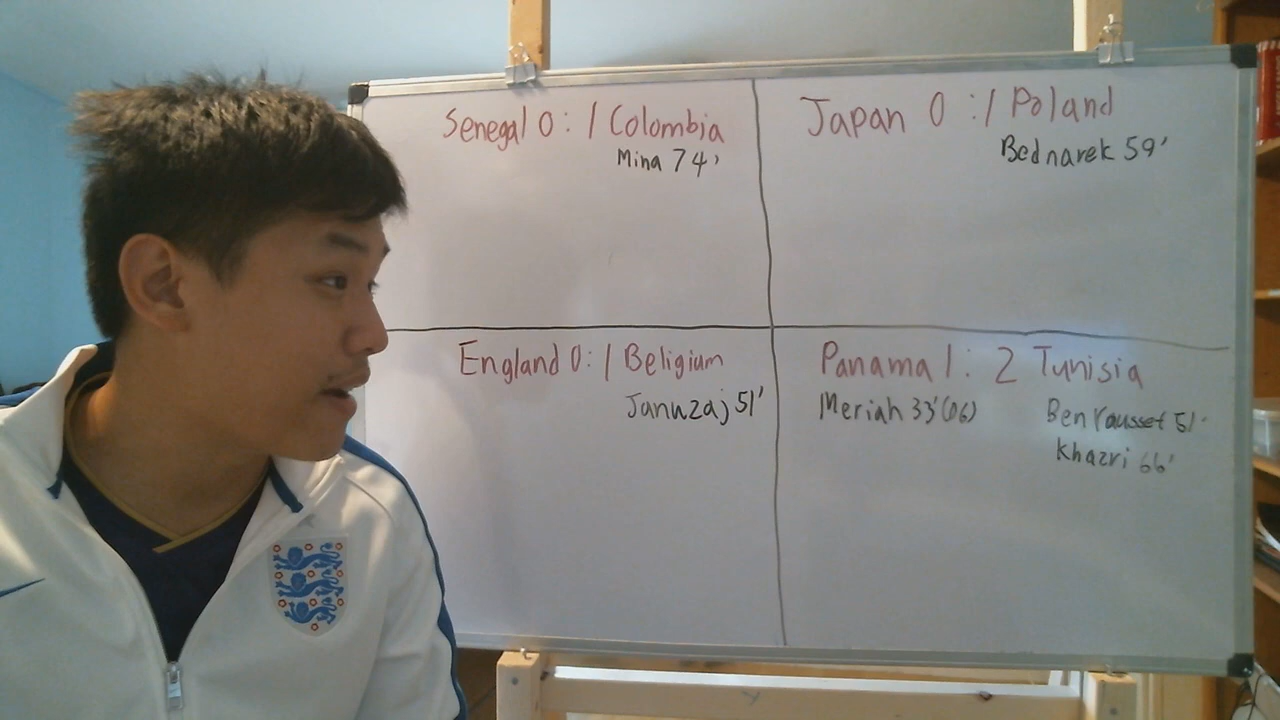 Senegal 0 : 1 Colombia
Mina 74'
Japan 0 : 1 Poland
Bednarek 59'
England 0 : 1 Beligium
Januzaj 51'
Panama 1 : 2 Tunisia
Meriah 33'(OG)
Ben Yousset 51'
Khazri 66'